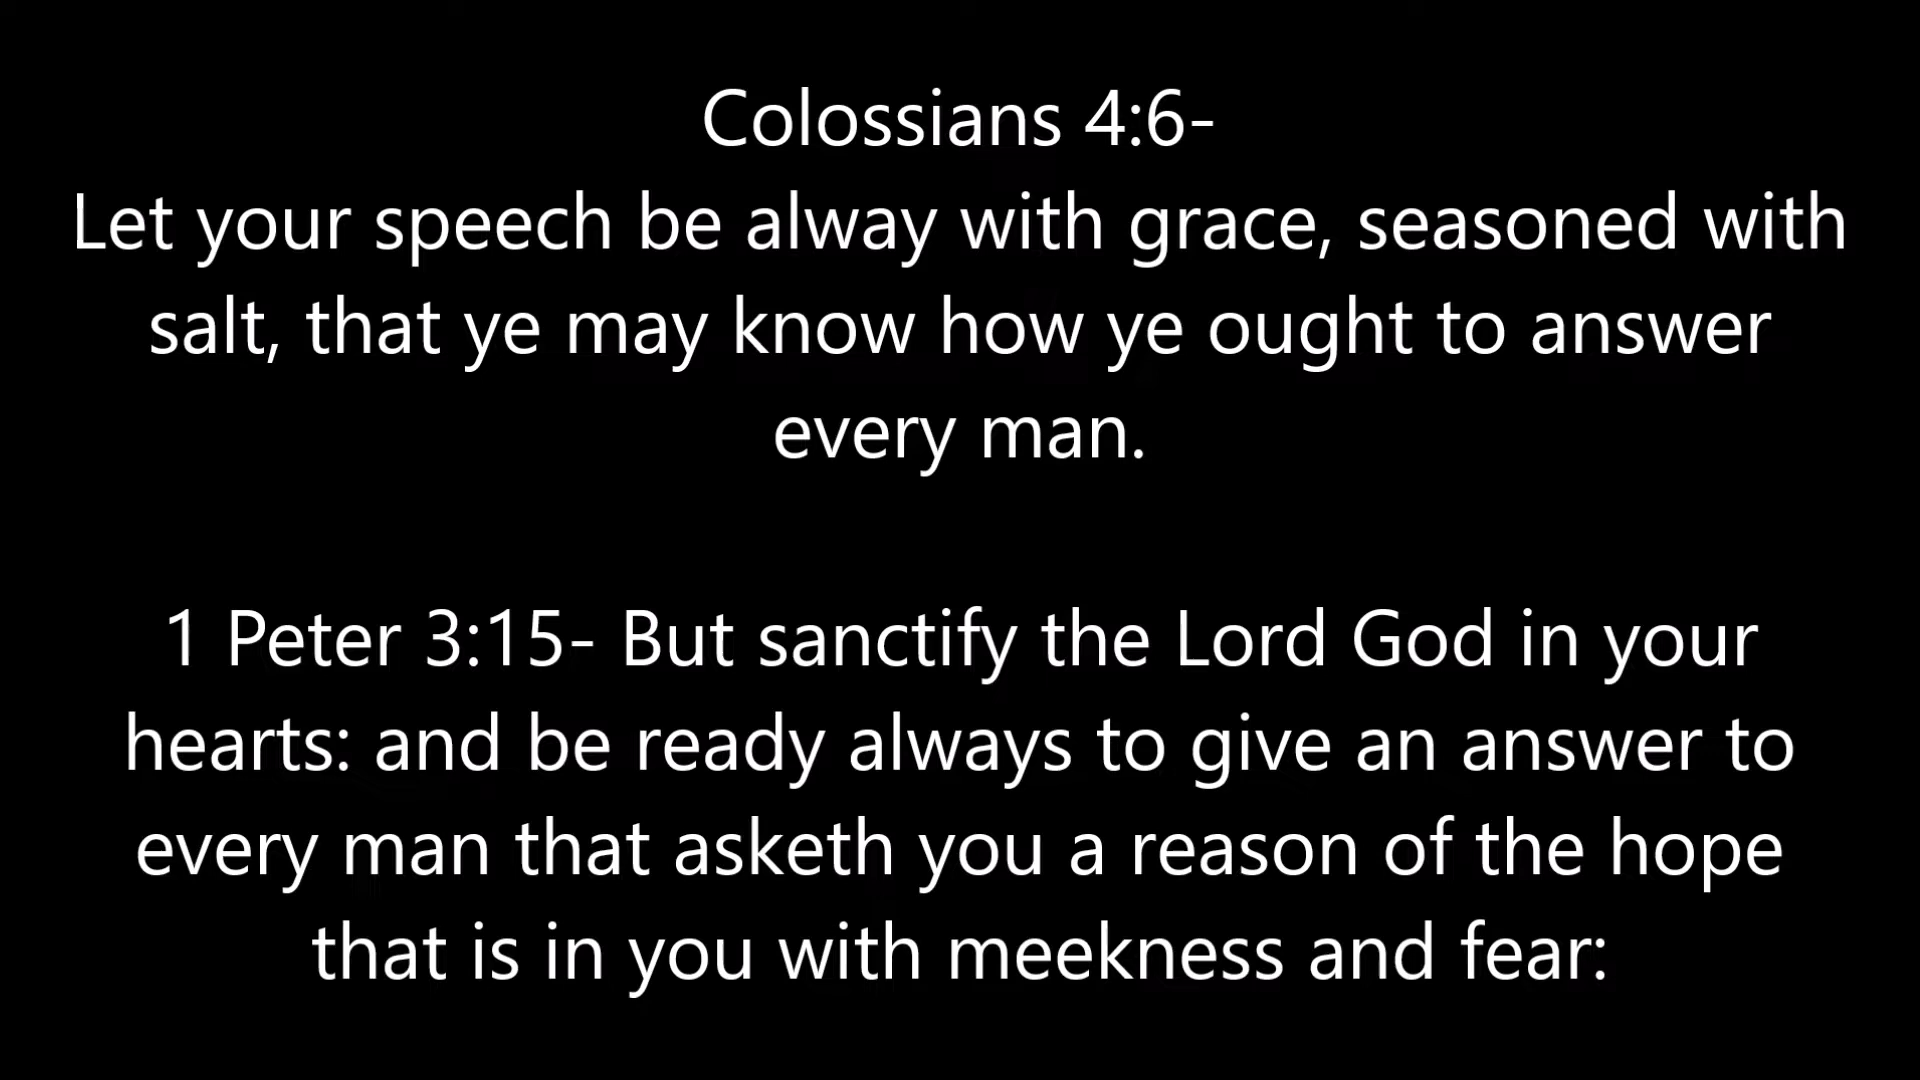 Colossians 4:6-
Let your speech be alway with grace, seasoned with
salt, that ye may know how ye ought to answer
every man.
1 Peter 3:15- But sanctify the Lord God in your
hearts: and be ready always to give an answer to
every man that asketh you a reason of the hope
that is in you with meekness and fear: